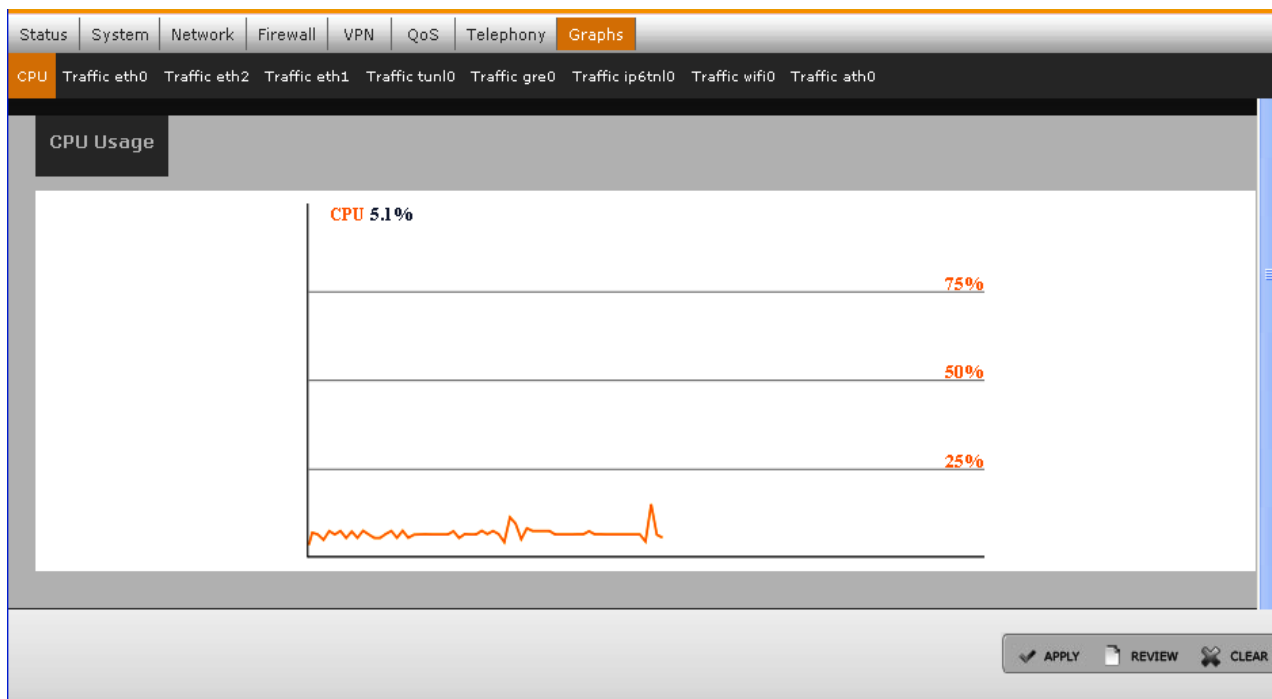 Status System Network Firewall VPN QoS Telephony Graphs
CPU Traffic eth0 Traffic eth2 Traffic eth1 Traffic tunl0 Traffic gre0 Traffic ip6tnl0 Traffic wifi0 Traffic ath0
CPU Usage
CPU 5.1%
75%
50%
25%
APPLY REVIEW CLEAR